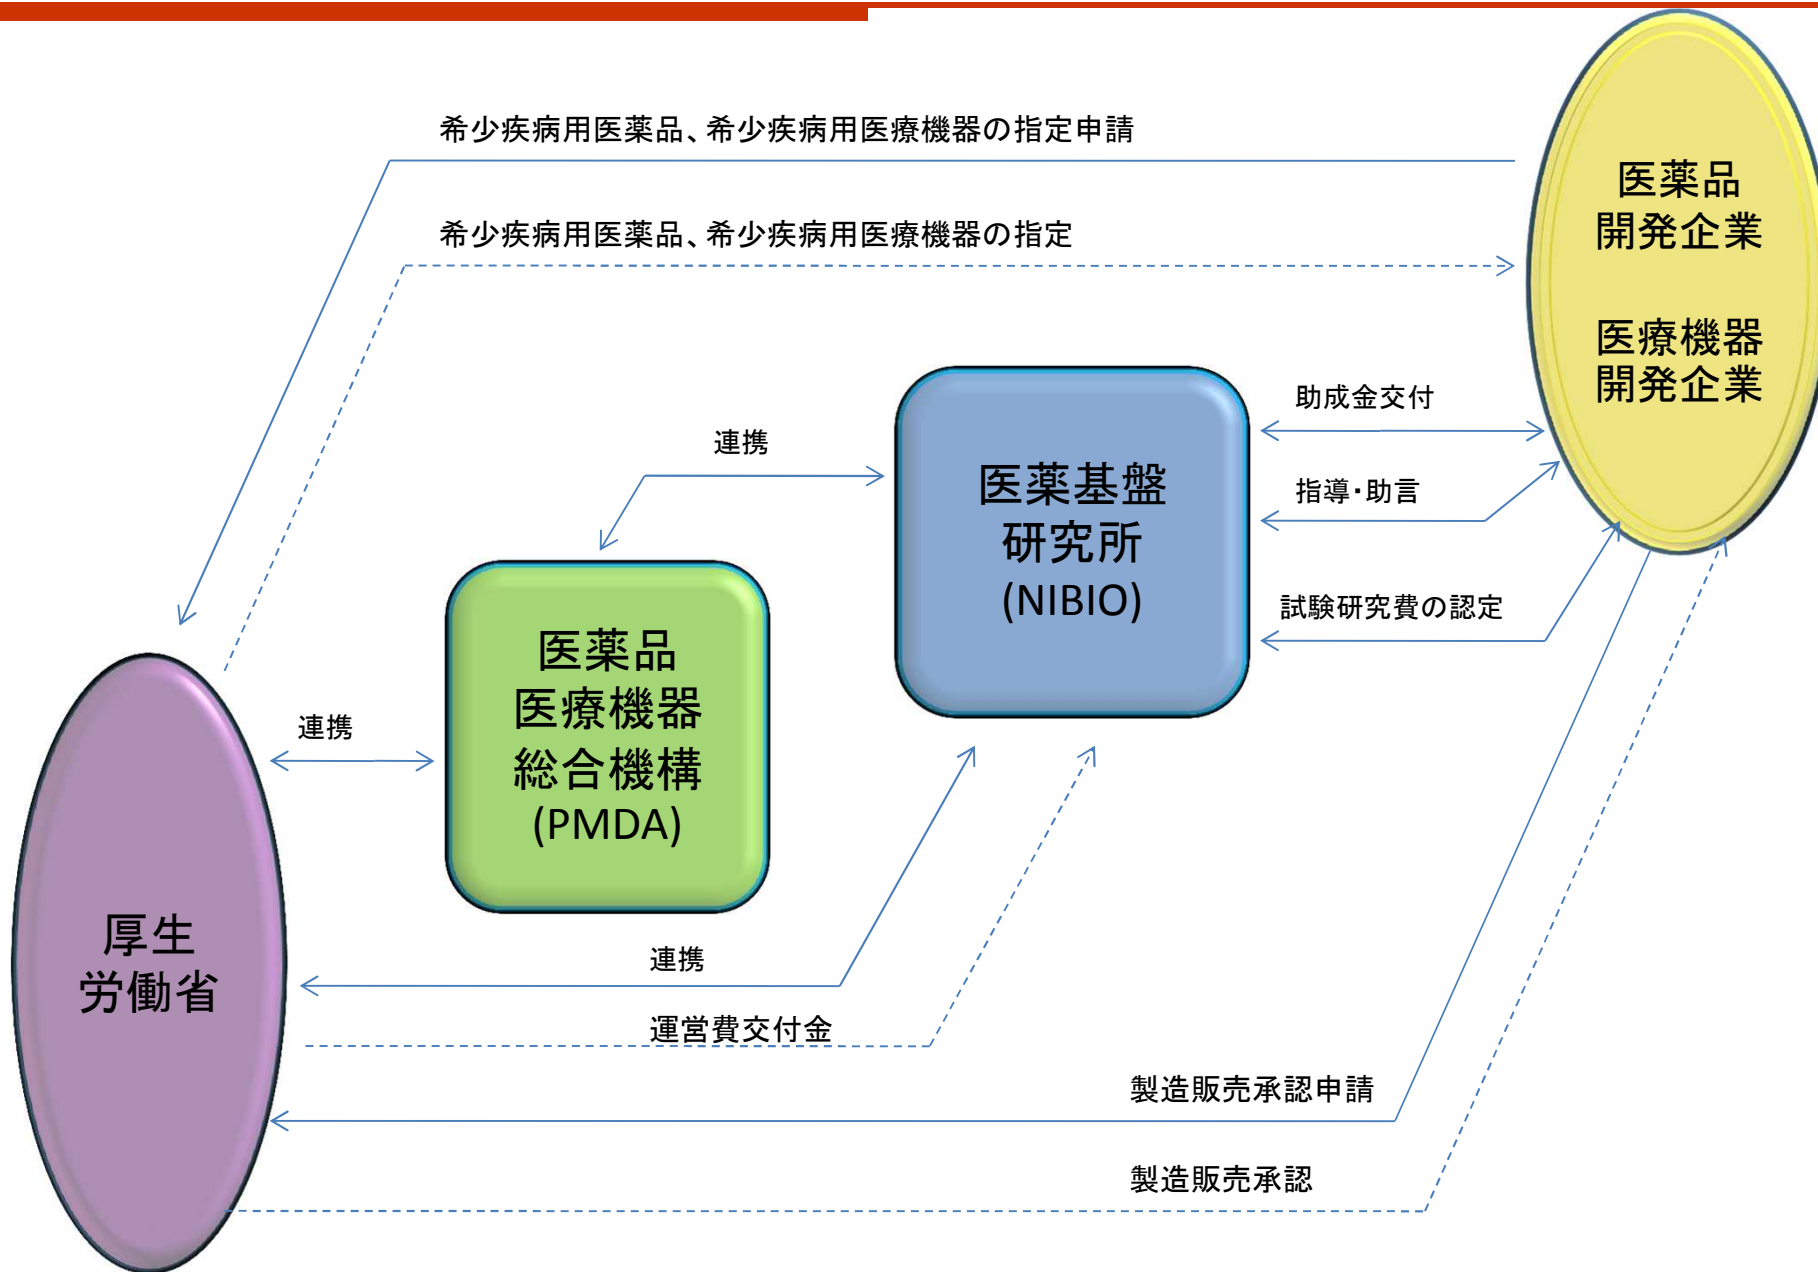 希少疾病用医薬品、希少疾病用医療機器の指定申請
希少疾病用医薬品、希少疾病用医療機器の指定
医薬品
開発企業
医療機器
開発企業
助成金交付
連携
医薬基盤
研究所
(NIBIO)
指導・助言
試験研究費の認定
医薬品
医療機器
総合機構
(PMDA)
連携
厚生
労働省
連携
運営費交付金
製造販売承認申請
製造販売承認